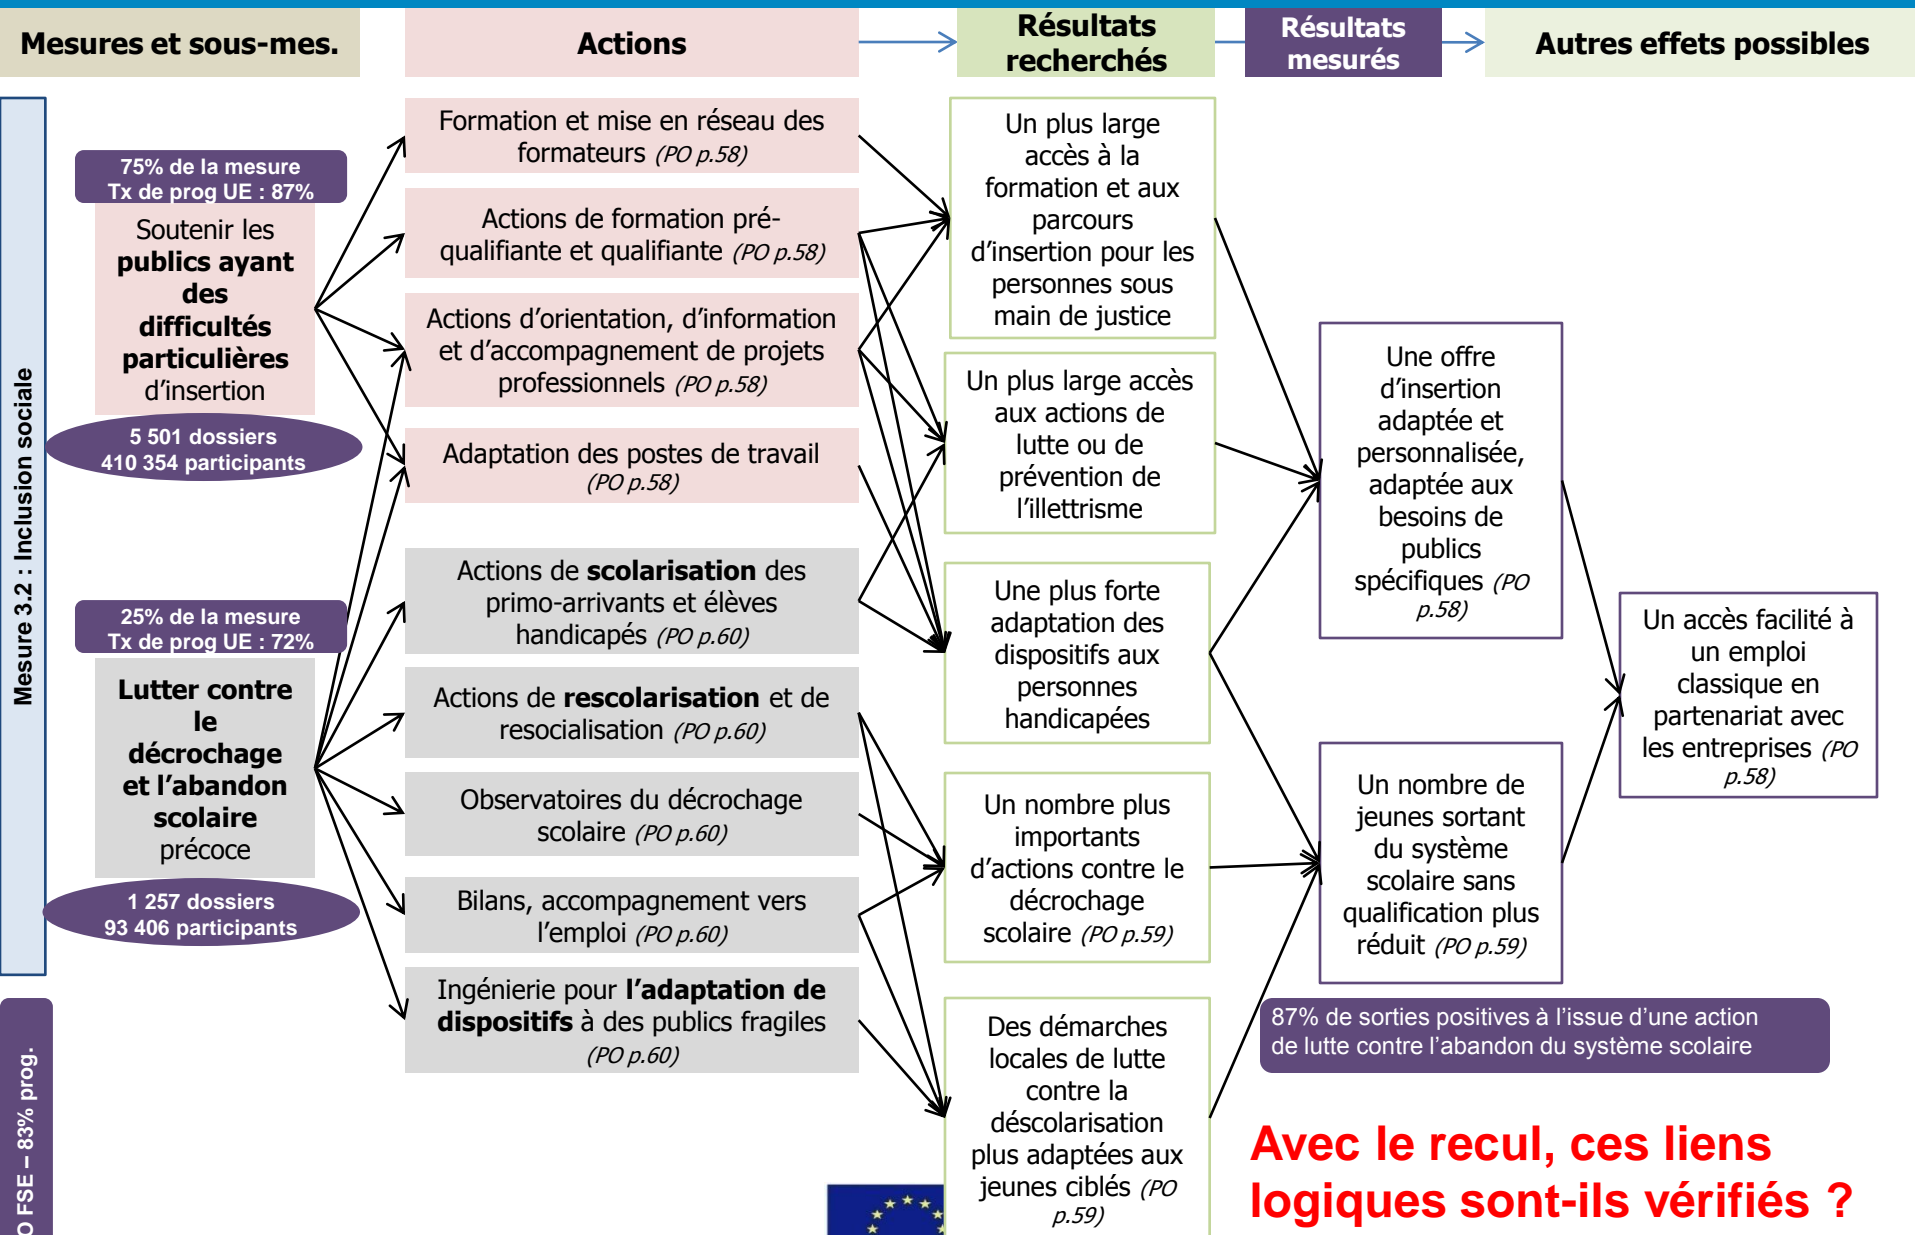 Mesures et sous-mes.
Actions
Résultats
recherchés
Résultats
mesurés
Autres effets possibles
Mesure 3.2 : Inclusion sociale
75% de la mesure
Tx de prog UE : 87%
Soutenir les
publics ayant
des
difficultés
particulières
d’insertion
5 501 dossiers
410 354 participants
25% de la mesure
Tx de prog UE : 72%
Lutter contre
le
décrochage
et l’abandon
scolaire
précoce
1 257 dossiers
93 406 participants
O FSE – 83% prog.
Formation et mise en réseau des
formateurs (PO p.58)
Actions de formation pré-
qualifiante et qualifiante (PO p.58)
Actions d’orientation, d’information
et d’accompagnement de projets
professionnels (PO p.58)
Adaptation des postes de travail
(PO p.58)
Actions de scolarisation des
primo-arrivants et élèves
handicapés (PO p.60)
Actions de rescolarisation et de
resocialisation (PO p.60)
Observatoires du décrochage
scolaire (PO p.60)
Bilans, accompagnement vers
l’emploi (PO p.60)
Ingénierie pour l’adaptation de
dispositifs à des publics fragiles
(PO p.60)
Un plus large
accès à la
formation et aux
parcours
d’insertion pour les
personnes sous
main de justice
Un plus large accès
aux actions de
lutte ou de
prévention de
l’illettrisme
Une plus forte
adaptation des
dispositifs aux
personnes
handicapées
Un nombre plus
importants
d’actions contre le
décrochage
scolaire (PO p.59)
Des démarches
locales de lutte
contre la
déscolarisation
plus adaptées aux
jeunes ciblés (PO
p.59)
Une offre
d’insertion
adaptée et
personnalisée,
adaptée aux
besoins de
publics
spécifiques (PO
p.58)
Un nombre de
jeunes sortant
du système
scolaire sans
qualification plus
réduit (PO p.59)
87% de sorties positives à l’issue d’une action
de lutte contre l’abandon du système scolaire
Un accès facilité à
un emploi
classique en
partenariat avec
les entreprises (PO
p.58)
Avec le recul, ces liens
logiques sont-ils vérifiés ?